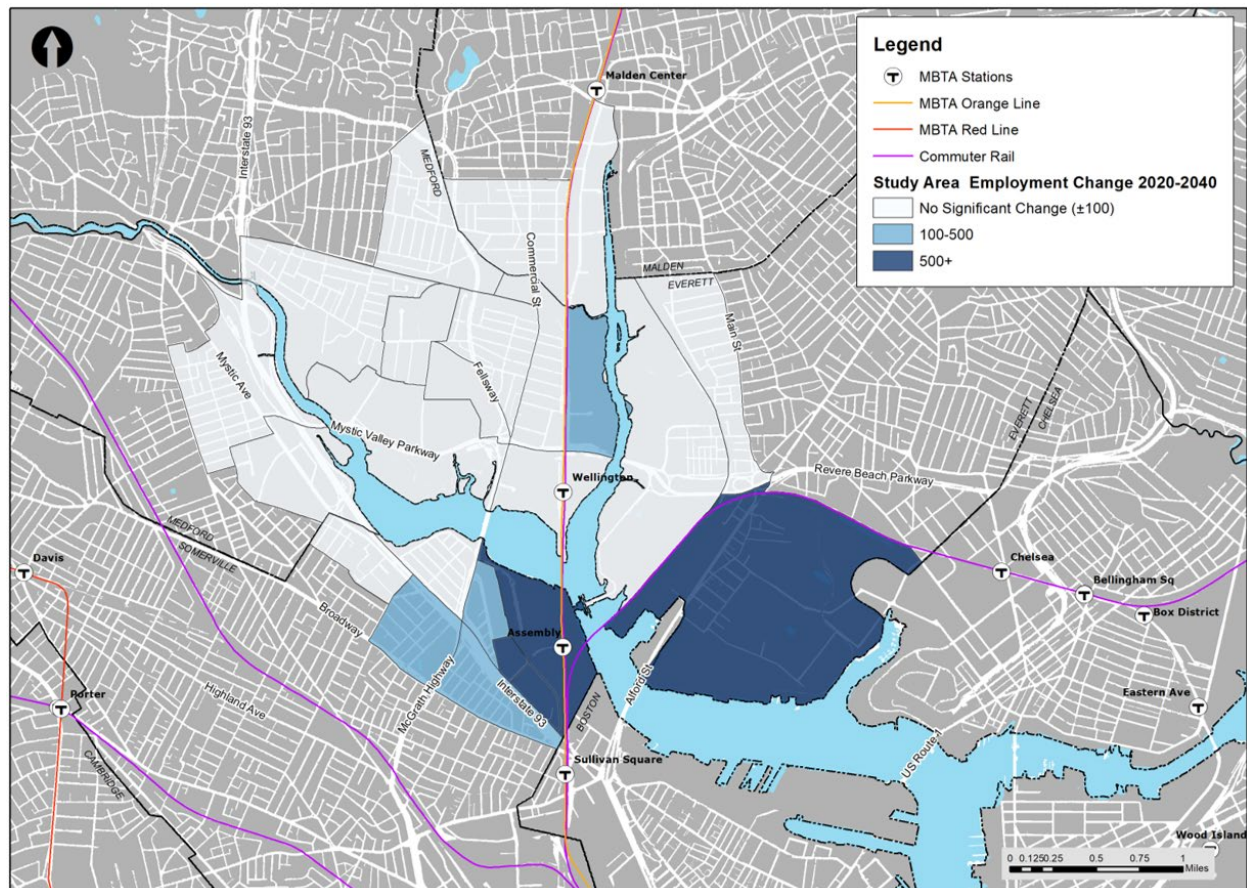 Legend
MBTA Stations
MBTA Orange Line
MBTA Red Line
Commuter Rail
Study Area Employment Change 2020-2040
No Significant Change (±100)
100-500
500+
Malden Center
Interstate 93
MEDFORD
Commercial St
MALDEN
EVERETT
Main St
Fellsway
Mystic Ave
Mystic Valley Parkway
EVERETT
CHELSEA
Revere Beach Parkway
Wellington
MEDFORD
SOMERVILLE
Davis
Chelsea
Bellingham Sq
Box District
Broadway
Assembly
McGrath Highway
Interstate 93
BOSTON
Alford St
Porter
Highland Ave
Eastern Ave
US Route 1
Sullivan Square
CAMBRIDGE
Wood Island
0 0.125 0.25 0.5 0.75 1
Miles